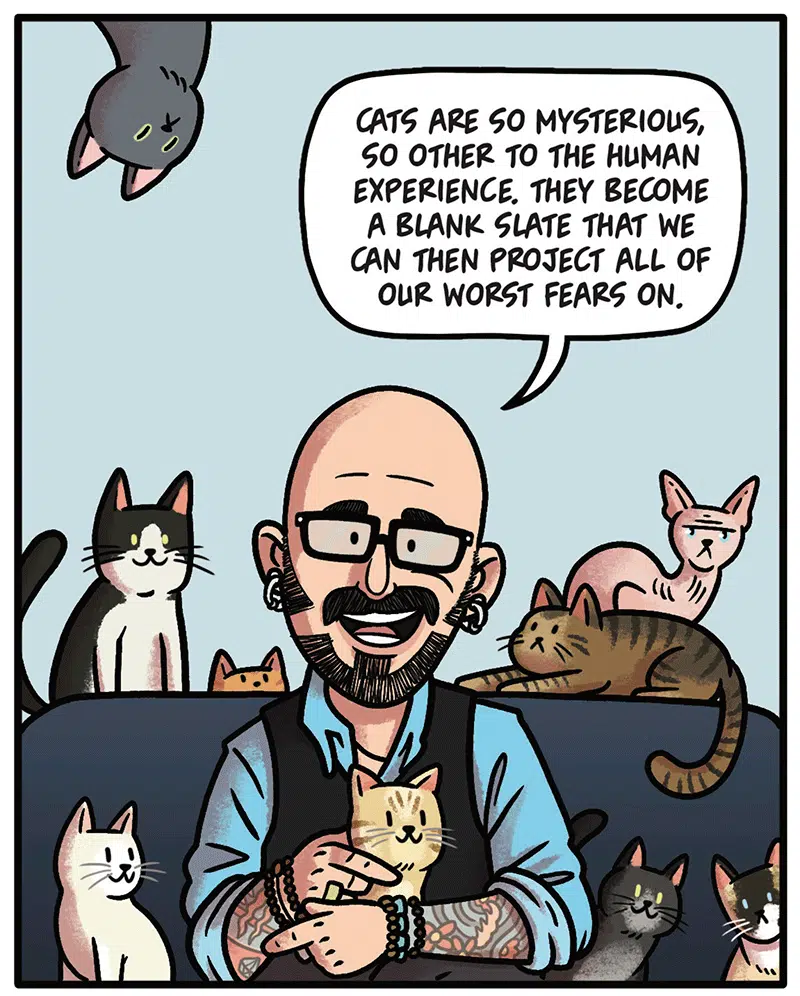 CATS ARE SO MYSTERIOUS,
SO OTHER TO THE HUMAN
EXPERIENCE. THEY BECOME
A BLANK SLATE THAT WE
CAN THEN PROJECT ALL OF
OUR WORST FEARS ON.